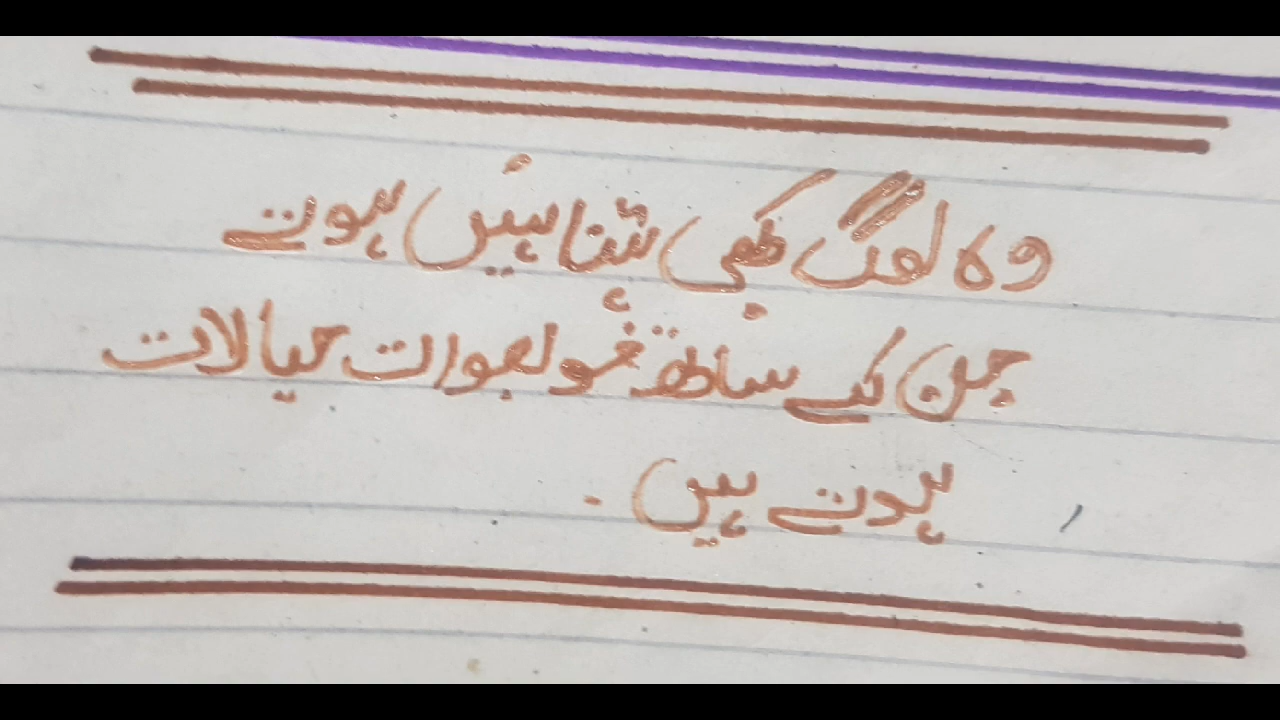 وہ لوگ کبھی تنہا نہیں ہوتے
جن کے ساتھ خوبصورت خیالات
ہوتے ہیں۔